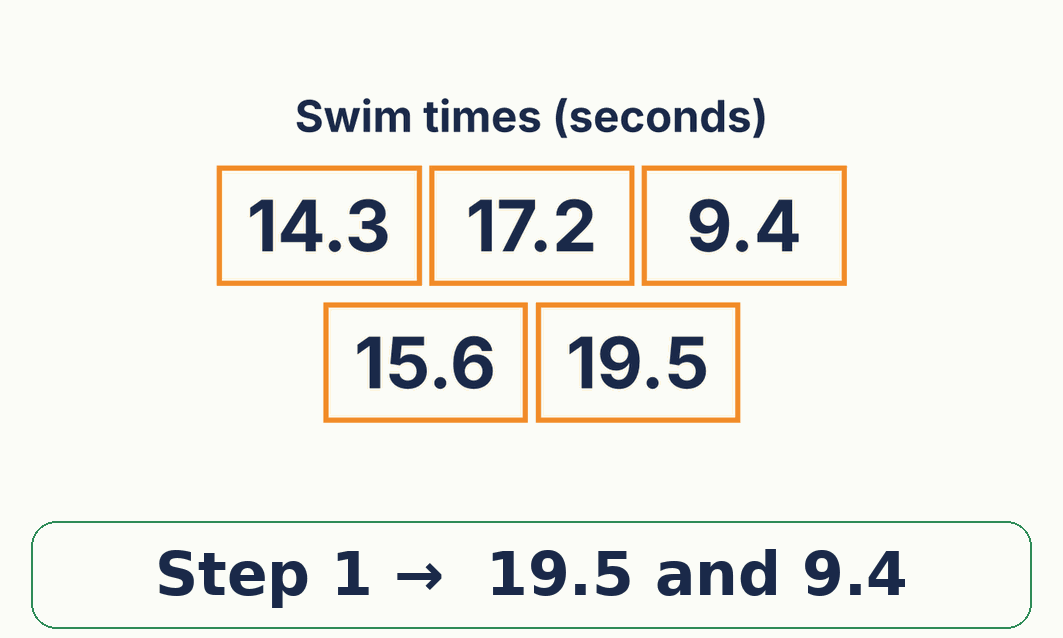 Swim times (seconds)
14.3 17.2 9.4
15.6 19.5
Step 1 → 19.5 and 9.4